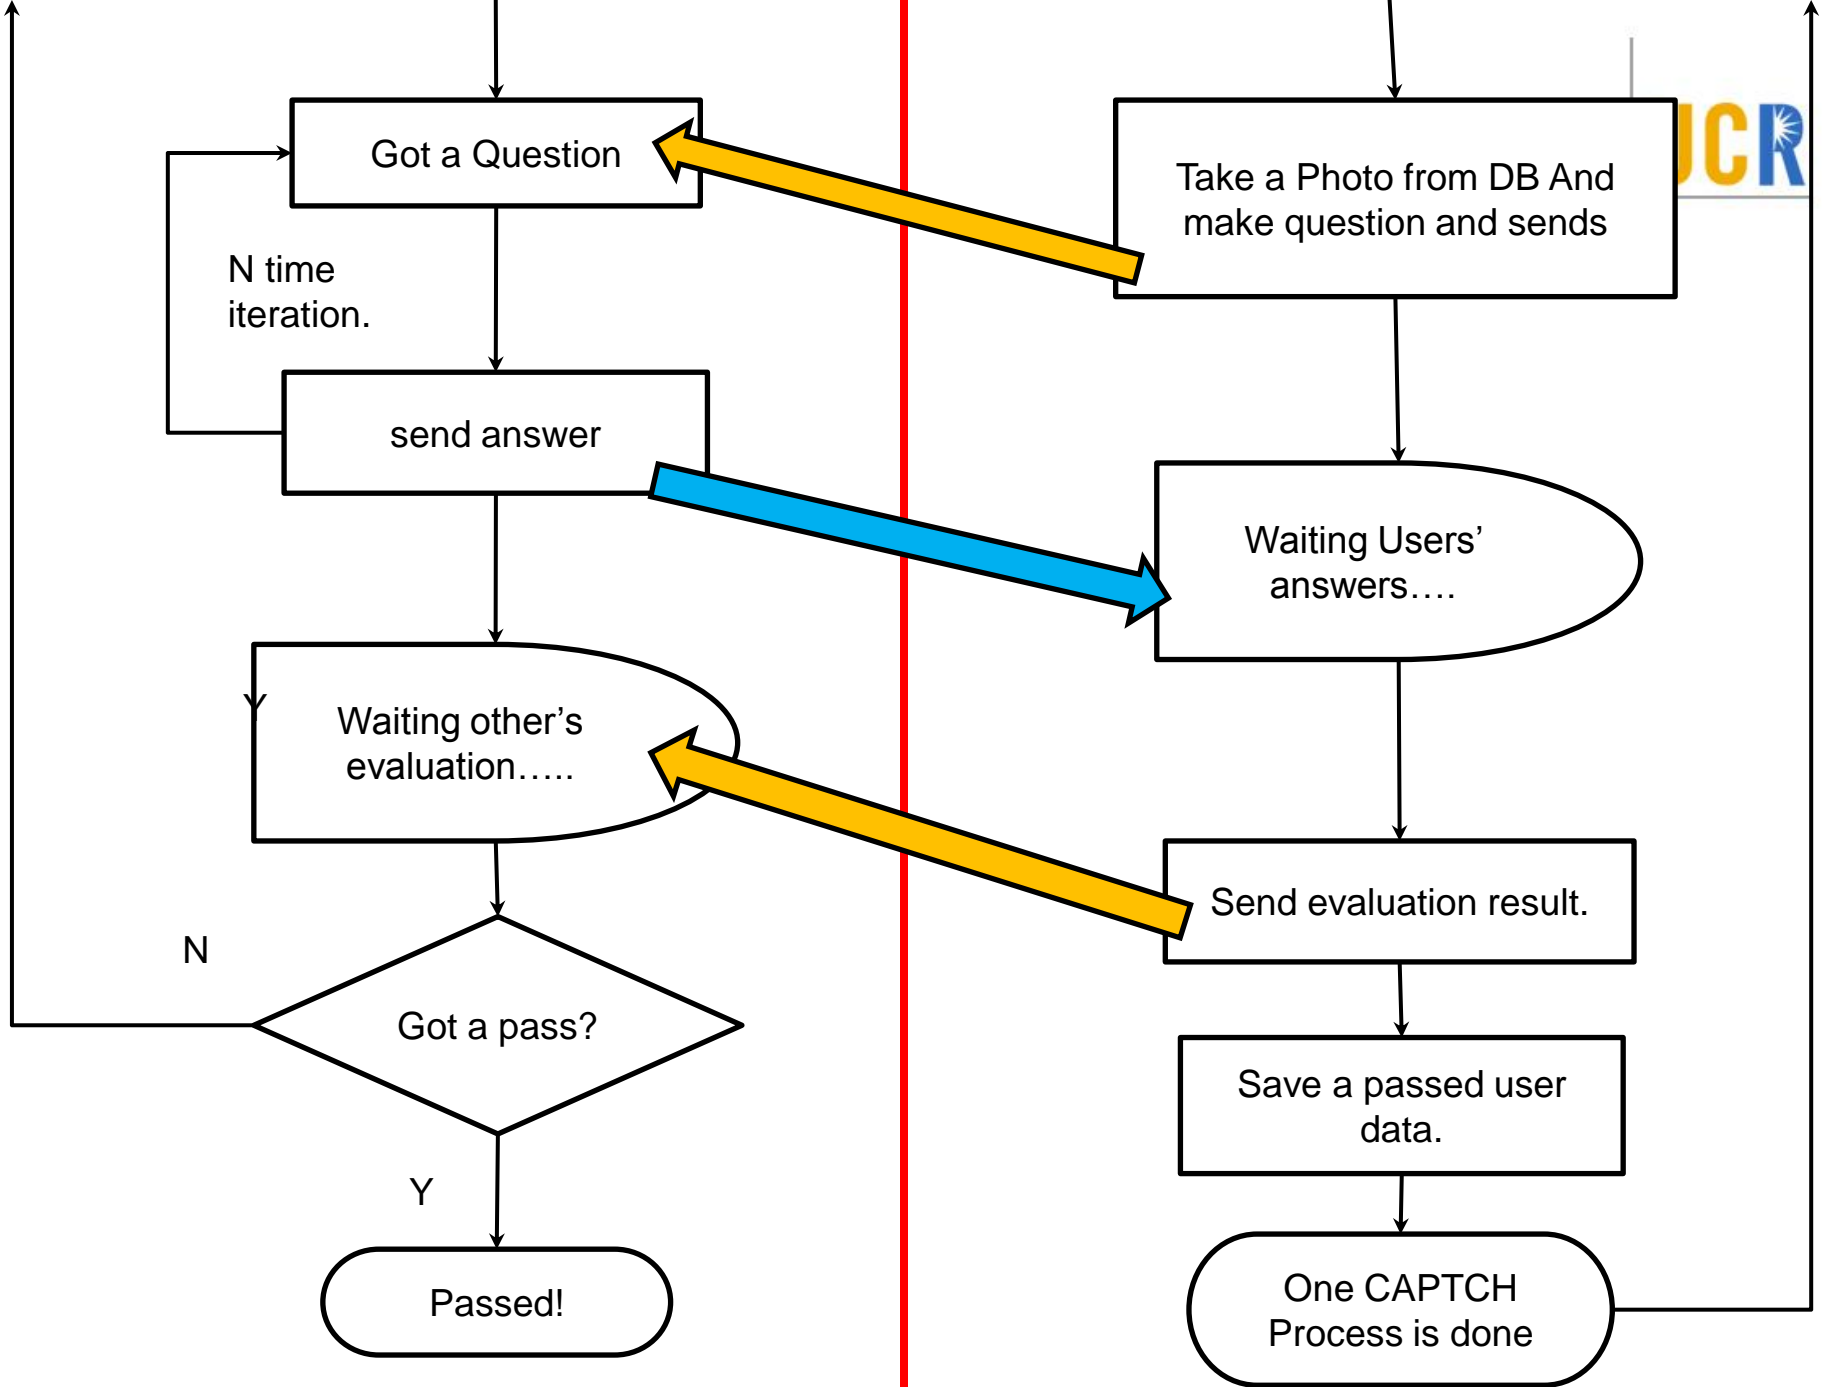 Got a Question
N time
iteration.
send answer
Y
Waiting other’s
evaluation…..
N
Got a pass?
Y
Passed!
UCR
Take a Photo from DB And
make question and sends
Waiting Users’
answers….
Send evaluation result.
Save a passed user
data.
One CAPTCH
Process is done